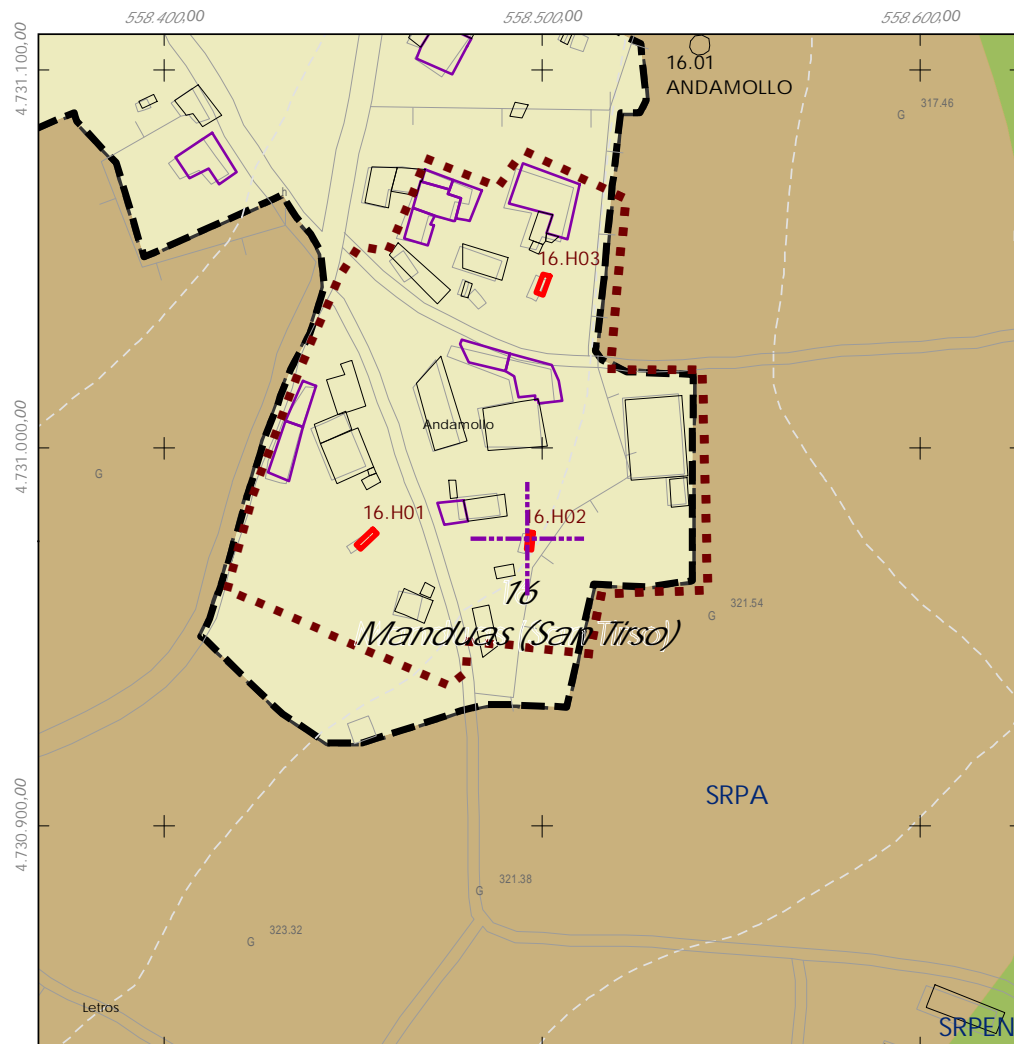 558.400,00
558.500,00
558.600,00
4.731.100,00
4.731.000,00
4.730.900,00
16.01
ANDAMOLLO
G
317.46
h
16.H03
Andamollo
G
16.H01
6.H02
16
Manduas (San Tirso)
G
321.54
SRPA
G
321.38
G
323.32
Letros
SRPEN